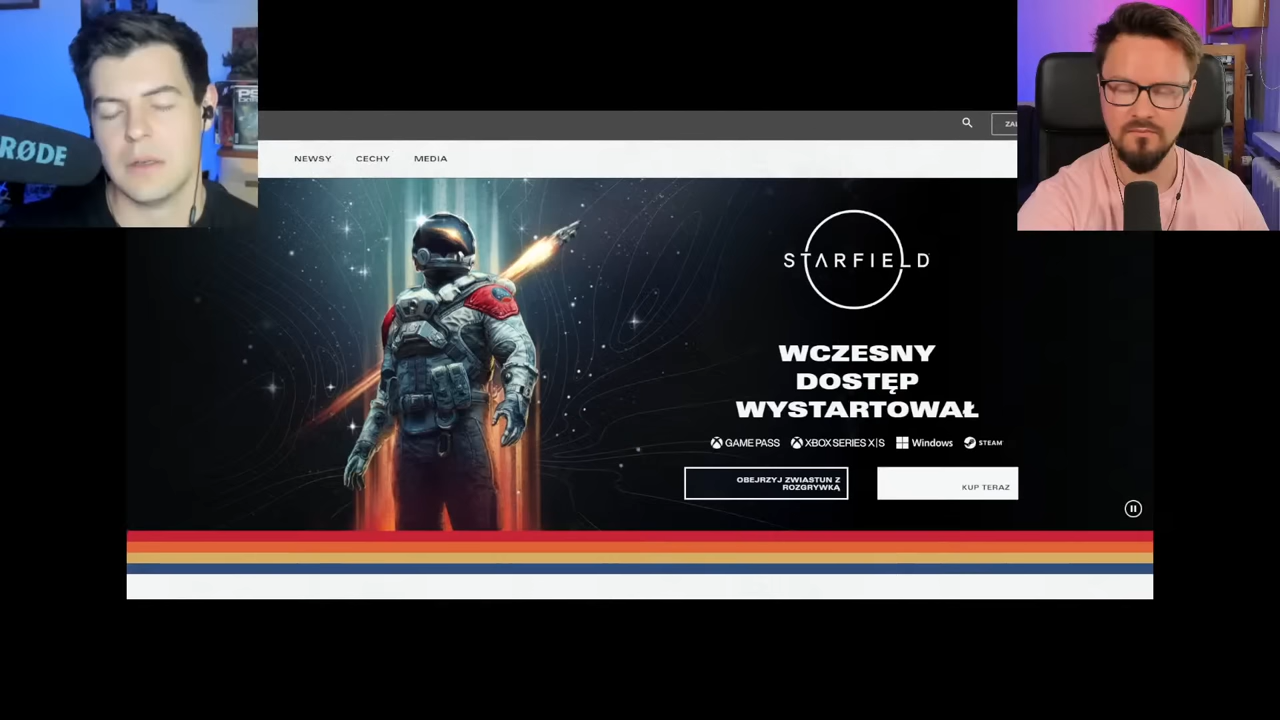 RØDE
NEWSY CECHY MEDIA
STARFIELD
WCZESNY
DOSTĘP
WYSTARTOWAŁ
GAME PASS XBOX SERIES X|S Windows STEAM
OBEJRZYJ ZWIASTUN Z
ROZGRYWKĄ
KUP TERAZ